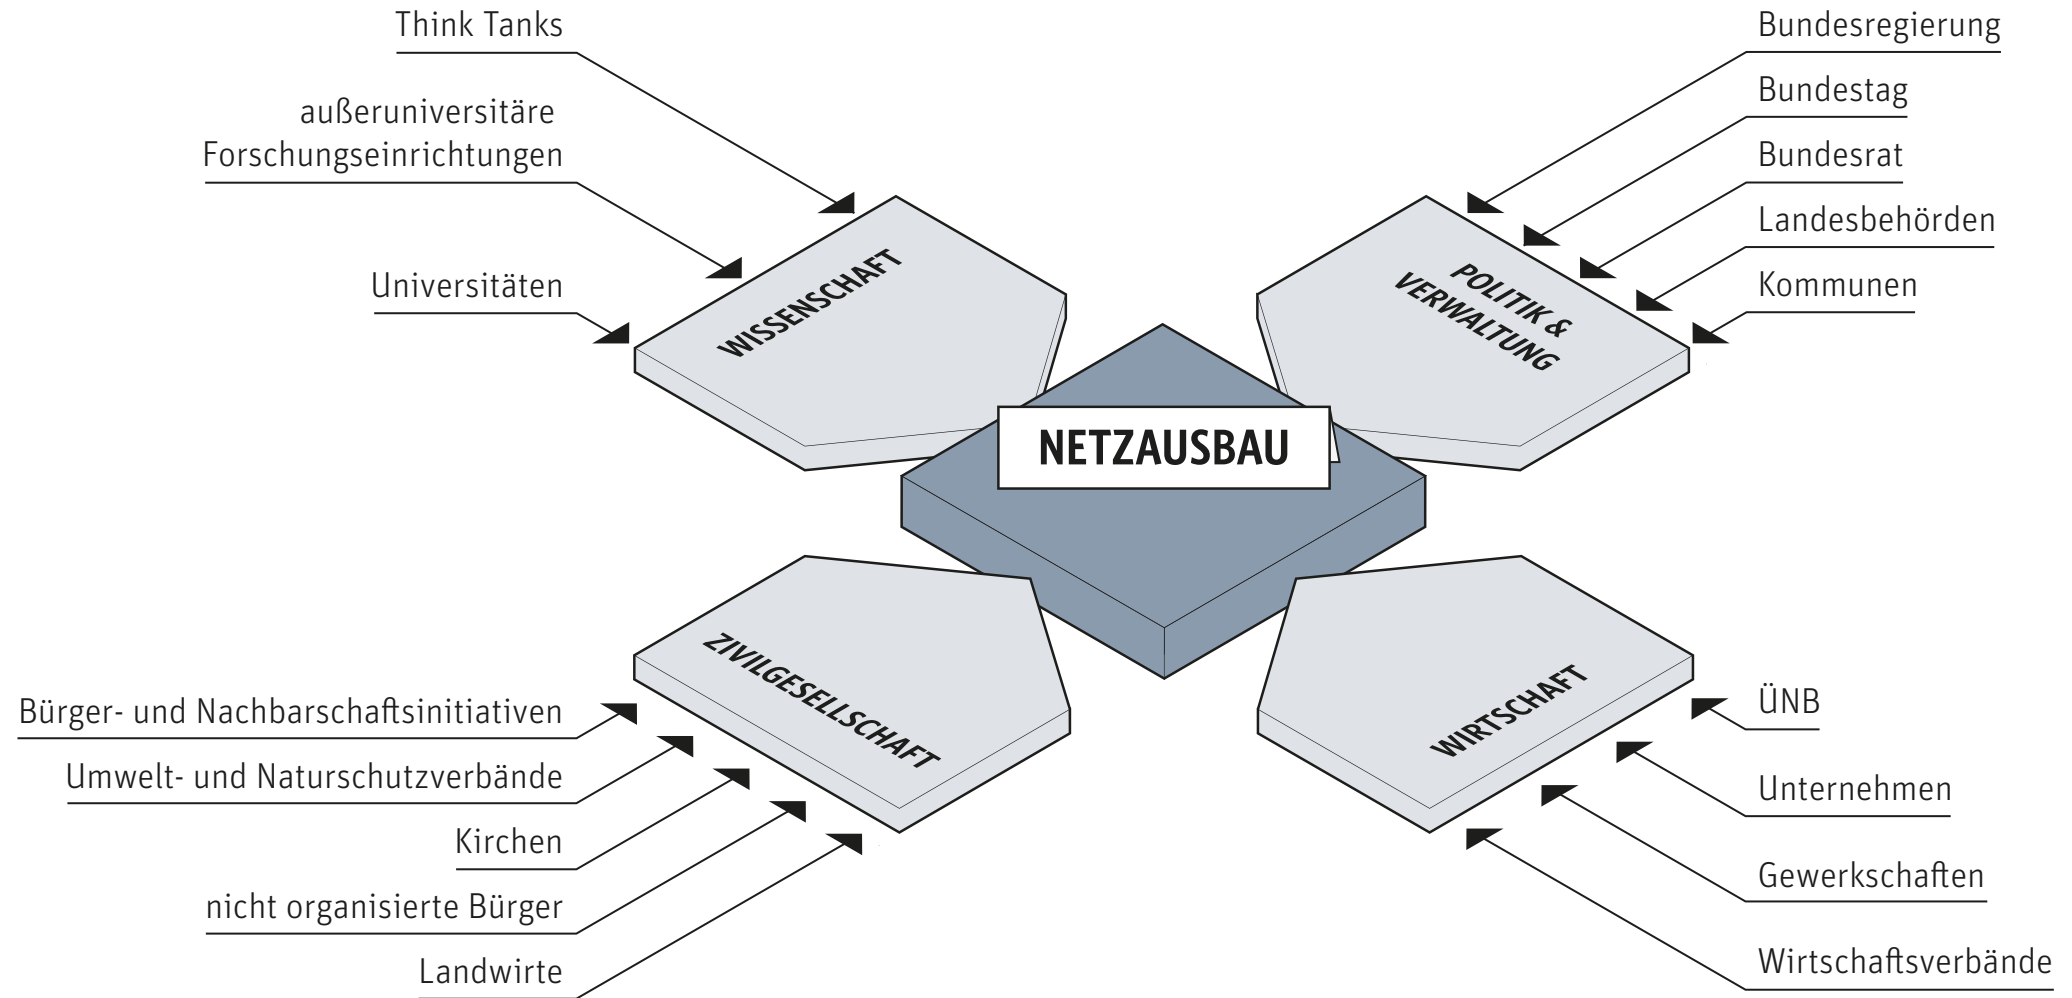 Think Tanks
außeruniversitäre
Forschungseinrichtungen
Universitäten
WISSENSCHAFT
Bundesregierung
Bundestag
Bundesrat
Landesbehörden
Kommunen
POLITIK &
VERWALTUNG
NETZAUSBAU
ZIVILGESELLSCHAFT
Bürger- und Nachbarschaftsinitiativen
Umwelt- und Naturschutzverbände
Kirchen
nicht organisierte Bürger
Landwirte
WIRTSCHAFT
ÜNB
Unternehmen
Gewerkschaften
Wirtschaftsverbände